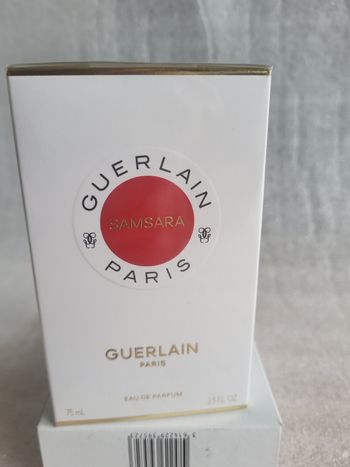 GUERLAIN
SAMSARA
PARIS
GUERLAIN
PARIS
EAU DE PARFUM
75 mL
2.5 FL. OZ